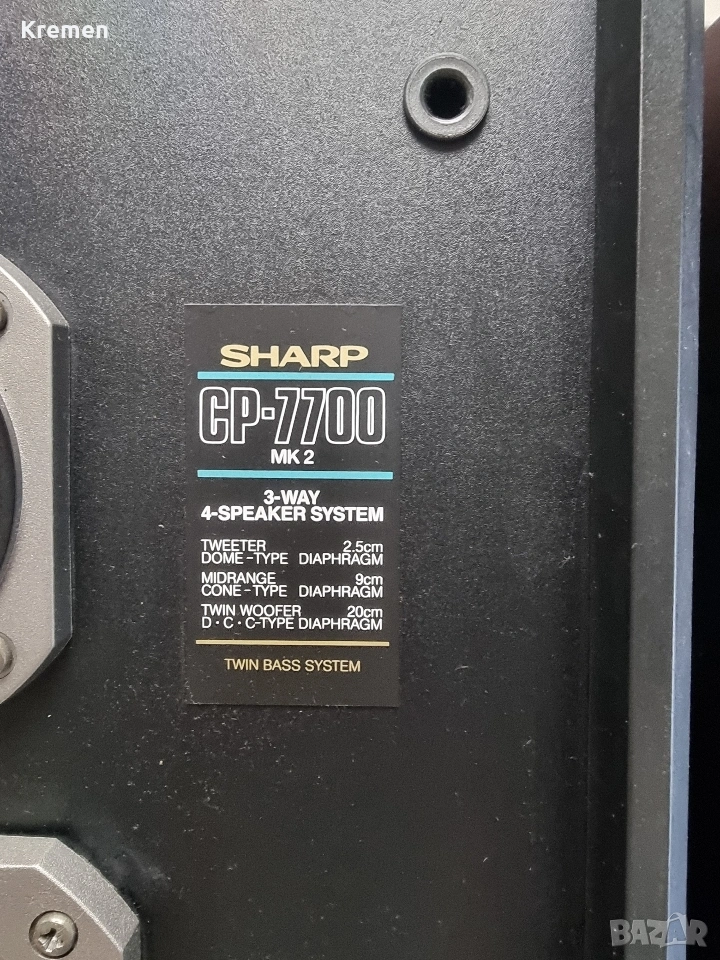 Kremen
SHARP
CP-7700
MK 2
3-WAY
4-SPEAKER SYSTEM
TWEETER 2.5cm
DOME-TYPE DIAPHRAGM
MIDRANGE 9cm
CONE-TYPE DIAPHRAGM
TWIN WOOFER 20cm
D·C·C-TYPE DIAPHRAGM
TWIN BASS SYSTEM
BAZAR